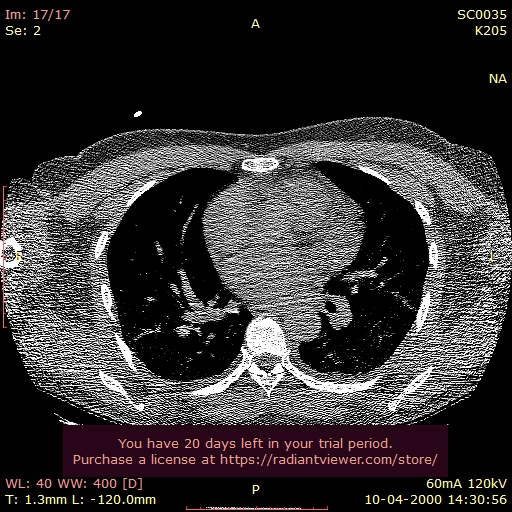 Im: 17/17
Se: 2
A
SC0035
K205
NA
L
You have 20 days left in your trial period.
Purchase a license at https://radiantviewer.com/store/
WL: 40 WW: 400 [D]
T: 1.3mm L: -120.0mm
P
60mA 120kV
10-04-2000 14:30:56